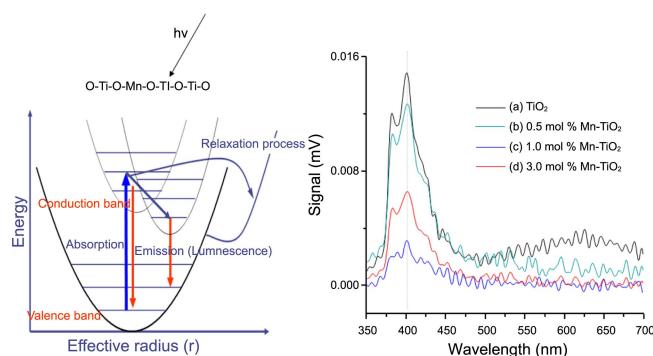 hν
O-Ti-O-Mn-O-TI-O-Ti-O
Relaxation process
Conduction band
Absorption
Emission (Lumnescence)
Valence band
Energy
Effective radius (r)
0.016
0.008
0.000
Signal (mV)
(a) TiO₂
(b) 0.5 mol % Mn-TiO₂
(c) 1.0 mol % Mn-TiO₂
(d) 3.0 mol % Mn-TiO₂
350 400 450 500 550 600 650 700
Wavelength (nm)